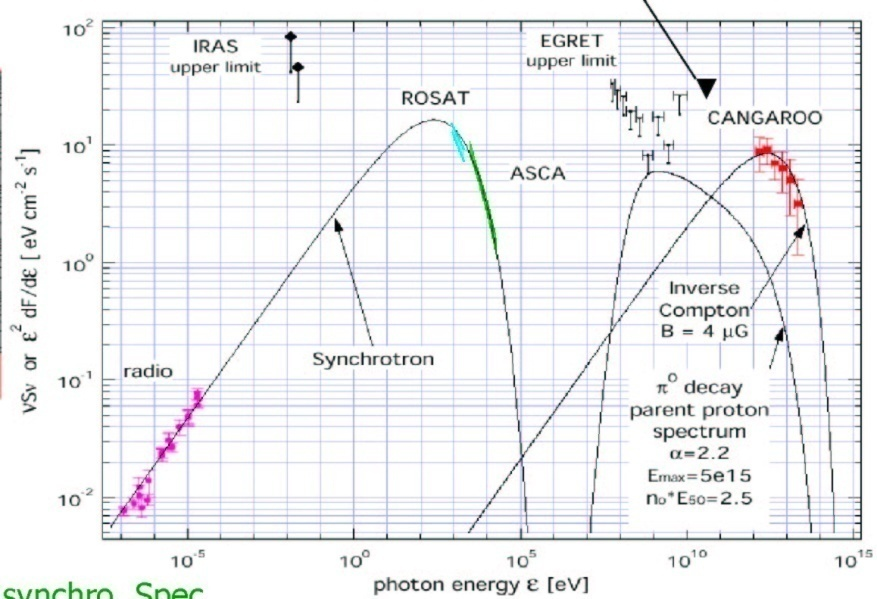 10²
IRAS
upper limit
EGRET
upper limit
ROSAT
CANGAROO
10¹
ASCA
νSν or ε² dF/dε [ eV cm⁻² s⁻¹ ]
10⁰
Inverse
Compton
B = 4 µG
Synchrotron
radio
10⁻¹
π⁰ decay
parent proton
spectrum
α=2.2
Emax=5e15
n₀*E₅₀=2.5
10⁻²
10⁻⁵
10⁰
10⁵
10¹⁰
10¹⁵
photon energy ε [eV]
synchro. Spec